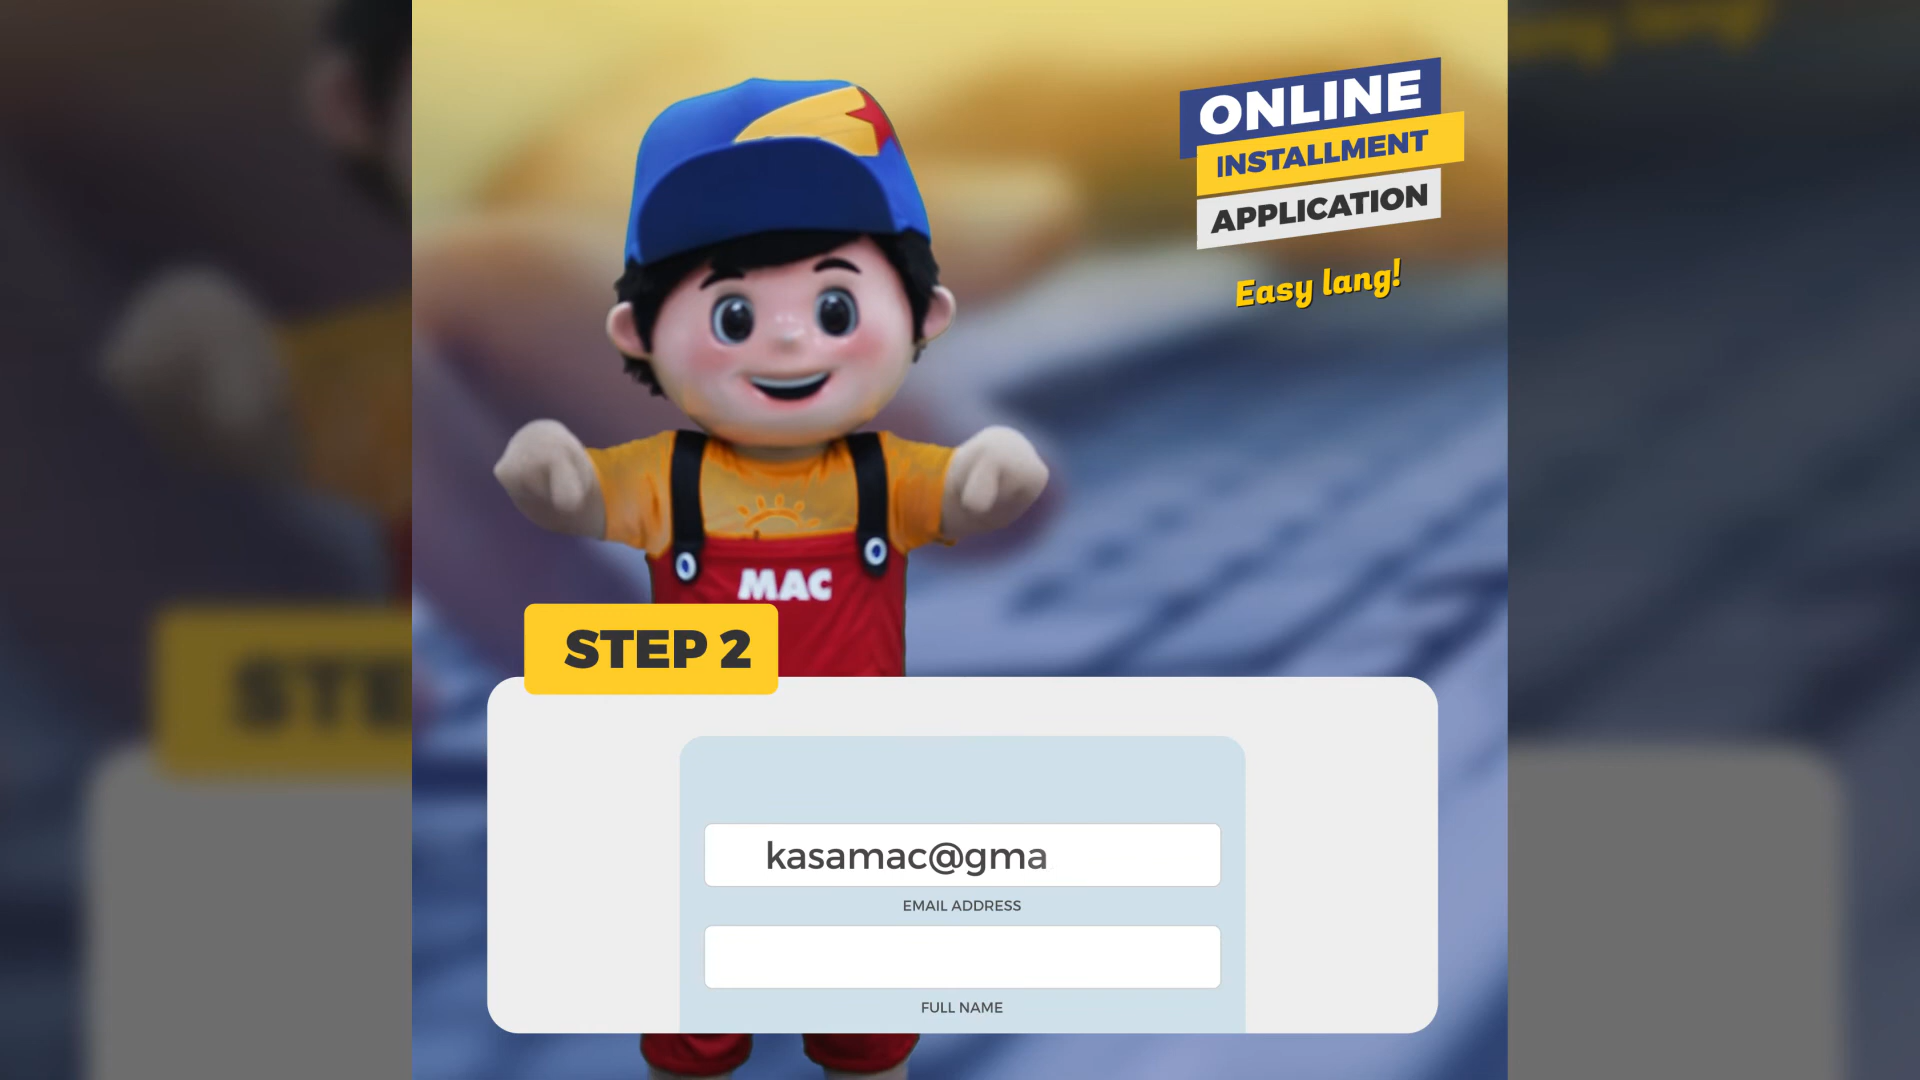 ONLINE
INSTALLMENT
APPLICATION
Easy lang!
MAC
STEP 2
kasamac@gma
EMAIL ADDRESS
FULL NAME